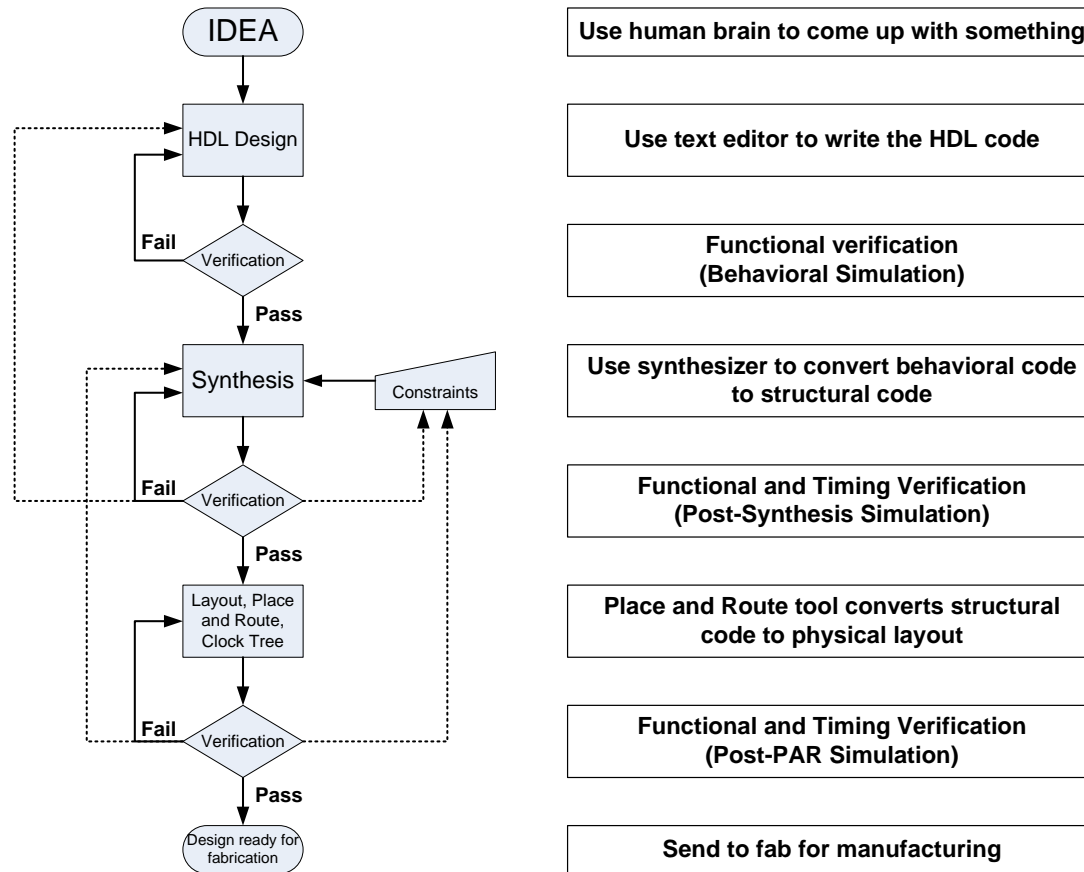 IDEA
Use human brain to come up with something
HDL Design
Use text editor to write the HDL code
Fail
Verification
Functional verification
(Behavioral Simulation)
Pass
Synthesis
Constraints
Use synthesizer to convert behavioral code
to structural code
Fail
Verification
Functional and Timing Verification
(Post-Synthesis Simulation)
Pass
Layout, Place
and Route,
Clock Tree
Place and Route tool converts structural
code to physical layout
Fail
Verification
Functional and Timing Verification
(Post-PAR Simulation)
Pass
Design ready for
fabrication
Send to fab for manufacturing